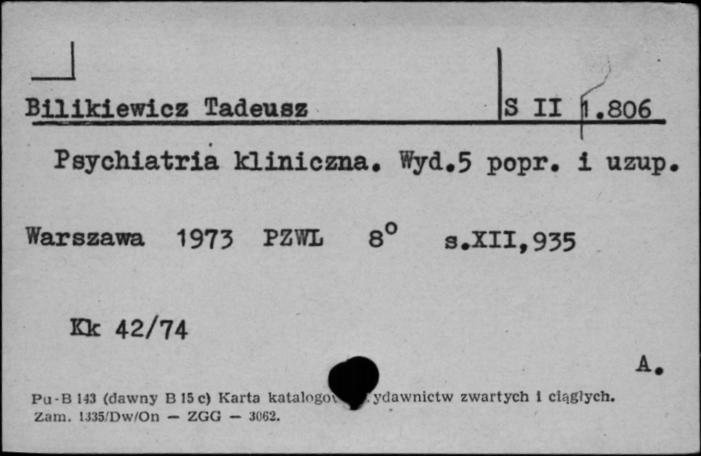 Bilikiewicz Tadeusz S II 1.806
Psychiatria kliniczna. Wyd.5 popr. i uzup.
Warszawa 1973 PZWL 8° s.XII,935
Kk 42/74
A.
Pu-B 143 (dawny B 15 c) Karta katalogow ydawnictw zwartych i ciągłych.
Zam. 1335/Dw/On — ZGG — 3062.